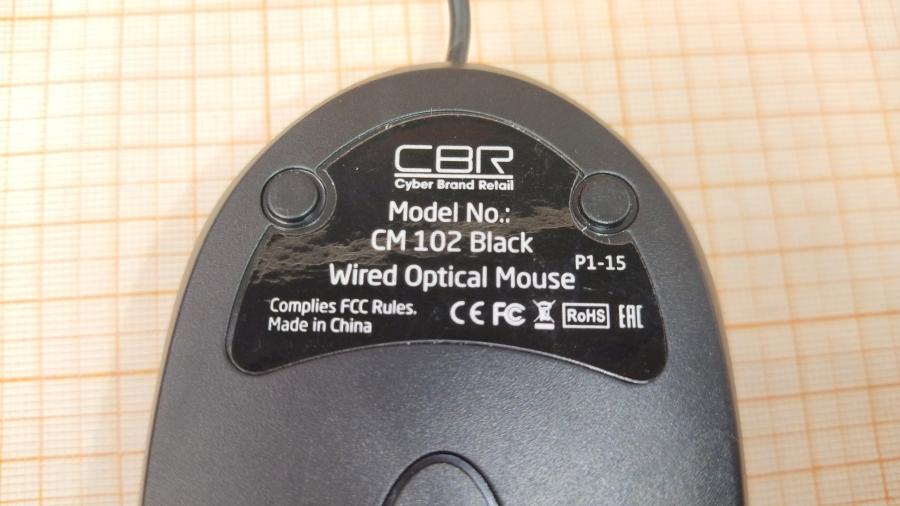 CBR
Cyber Brand Retail
Model No.:
CM 102 Black
P1-15
Wired Optical Mouse
Complies FCC Rules.
Made in China
CE FC RoHS EAC